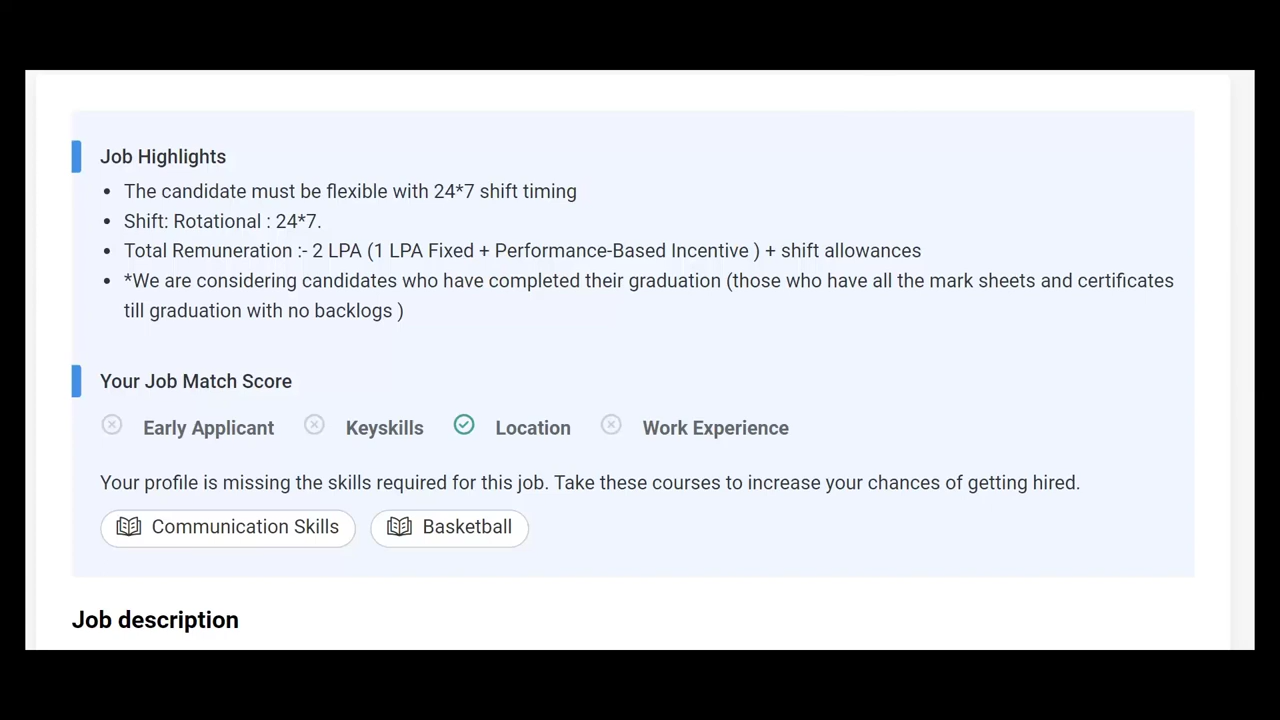 Job Highlights
The candidate must be flexible with 24*7 shift timing
Shift: Rotational : 24*7.
Total Remuneration :- 2 LPA (1 LPA Fixed + Performance-Based Incentive ) + shift allowances
*We are considering candidates who have completed their graduation (those who have all the mark sheets and certificates
till graduation with no backlogs )
Your Job Match Score
Early Applicant Keyskills Location Work Experience
Your profile is missing the skills required for this job. Take these courses to increase your chances of getting hired.
Communication Skills Basketball
Job description